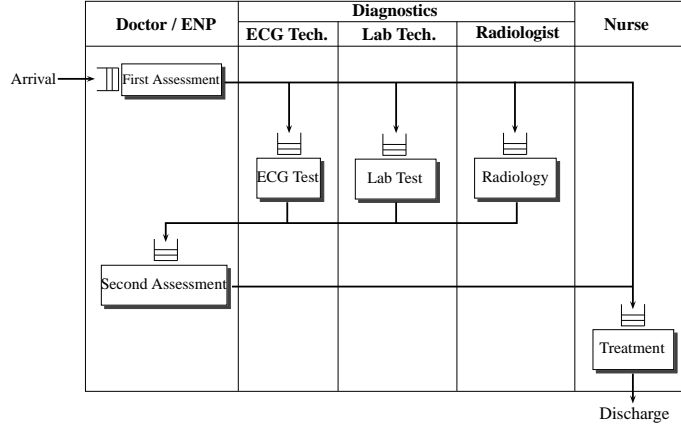 Diagnostics
Doctor / ENP
ECG Tech.
Lab Tech.
Radiologist
Nurse
Arrival
First Assessment
ECG Test
Lab Test
Radiology
Second Assessment
Treatment
Discharge